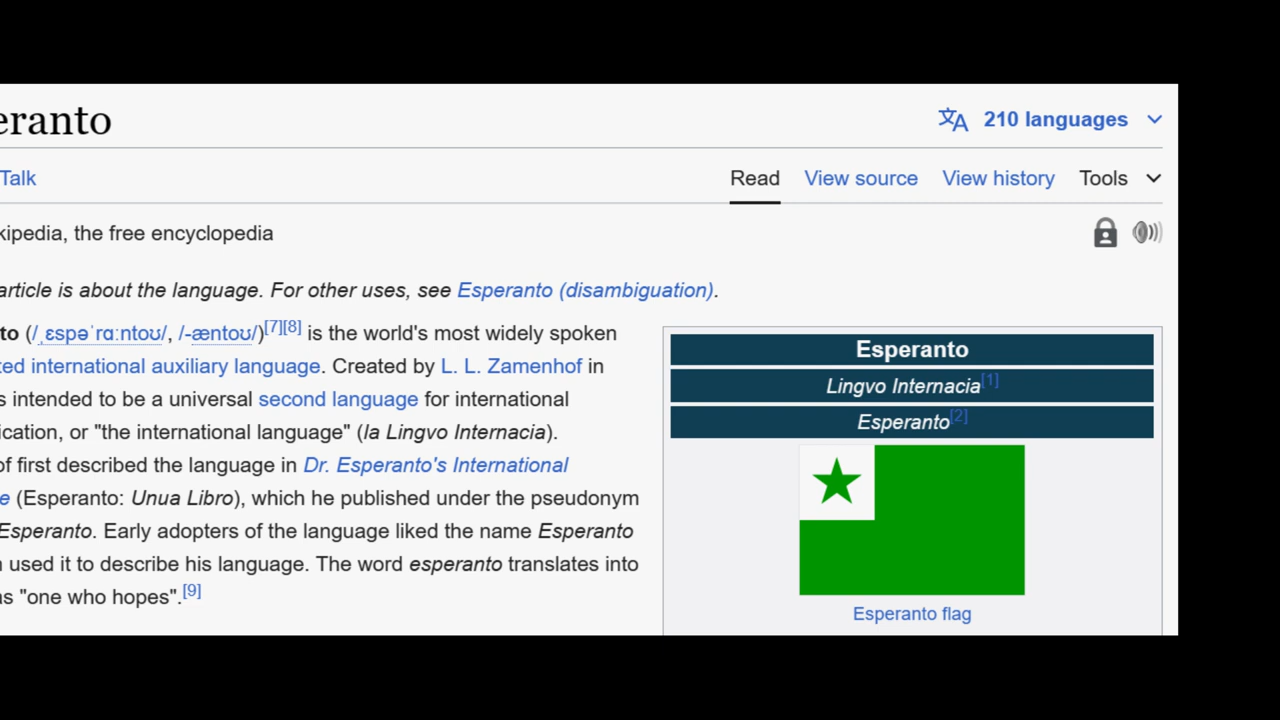 eranto
210 languages
Talk
Read View source View history Tools
kipedia, the free encyclopedia
article is about the language. For other uses, see Esperanto (disambiguation).
to (/ˌɛspəˈrɑːntoʊ/, /-æntoʊ/)[7][8] is the world's most widely spoken
ted international auxiliary language. Created by L. L. Zamenhof in
s intended to be a universal second language for international
ication, or "the international language" (la Lingvo Internacia).
of first described the language in Dr. Esperanto's International
e (Esperanto: Unua Libro), which he published under the pseudonym
Esperanto. Early adopters of the language liked the name Esperanto
n used it to describe his language. The word esperanto translates into
as "one who hopes".[9]
Esperanto
Lingvo Internacia[1]
Esperanto[2]
Esperanto flag